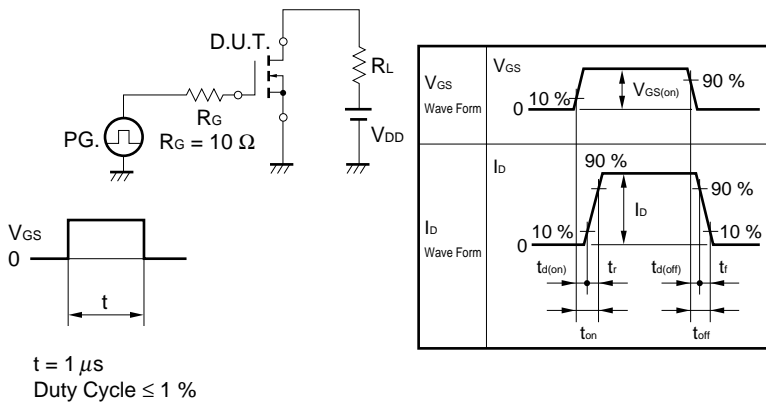 D.U.T.
RL
RG
PG.
RG = 10 Ω
VDD
VGS
0
t
t = 1 μs
Duty Cycle ≤ 1 %
VGS
Wave Form
VGS
10 %
0
VGS(on)
90 %
ID
Wave Form
ID
90 %
10 %
0
ID
90 %
10 %
td(on)
tr
td(off)
tf
ton
toff